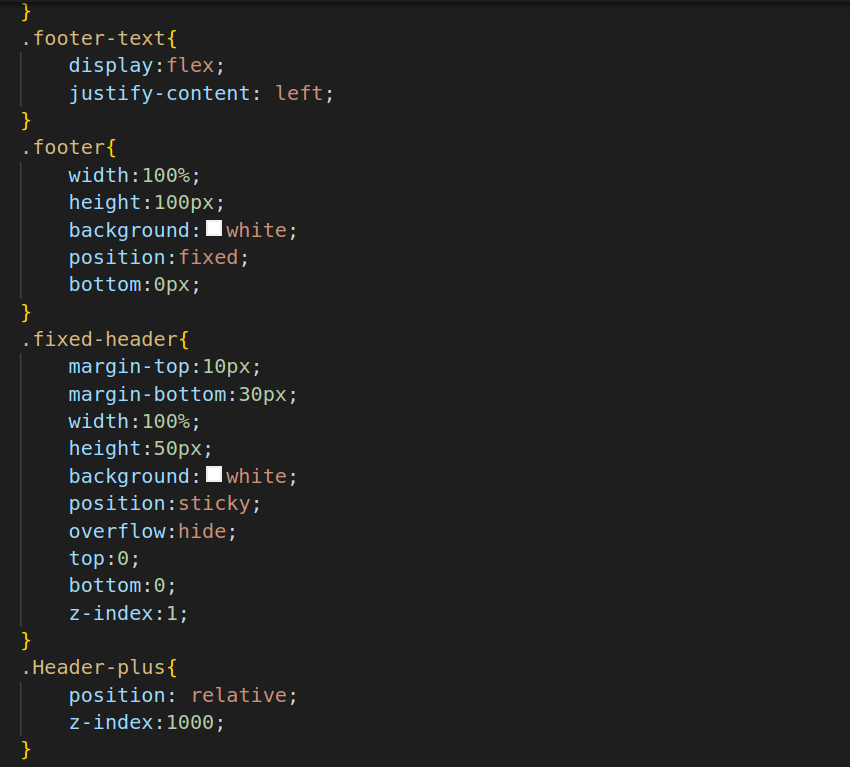 }
.footer-text{
    display:flex;
    justify-content: left;
}
.footer{
    width:100%;
    height:100px;
    background:white;
    position:fixed;
    bottom:0px;
}
.fixed-header{
    margin-top:10px;
    margin-bottom:30px;
    width:100%;
    height:50px;
    background:white;
    position:sticky;
    overflow:hide;
    top:0;
    bottom:0;
    z-index:1;
}
.Header-plus{
    position: relative;
    z-index:1000;
}